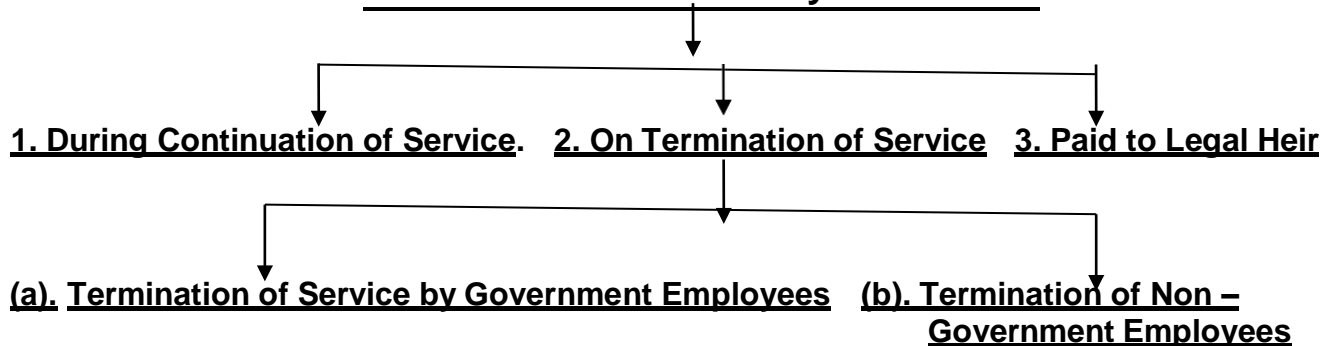 1. During Continuation of Service. 2. On Termination of Service 3. Paid to Legal Heir
(a). Termination of Service by Government Employees (b). Termination of Non –
Government Employees